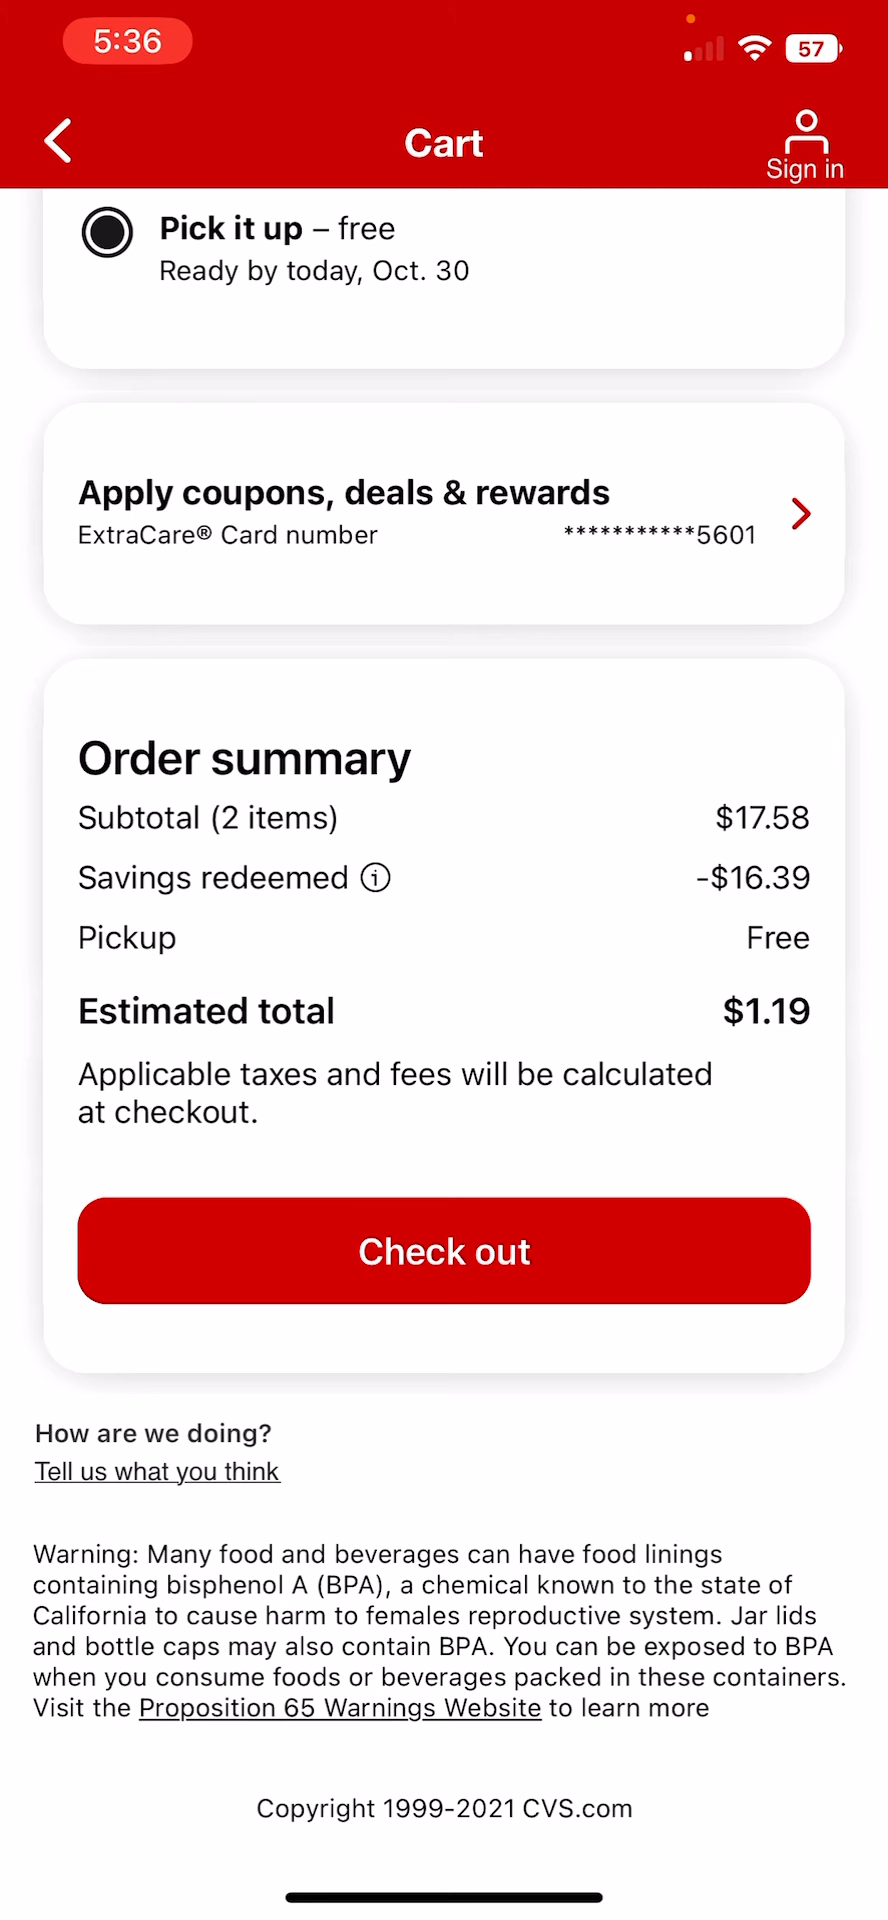 5:36
57
Cart
Sign in
Pick it up – free
Ready by today, Oct. 30
Apply coupons, deals & rewards
ExtraCare® Card number ***********5601
Order summary
Subtotal (2 items) $17.58
Savings redeemed -$16.39
Pickup Free
Estimated total $1.19
Applicable taxes and fees will be calculated
at checkout.
Check out
How are we doing?
Tell us what you think
Warning: Many food and beverages can have food linings
containing bisphenol A (BPA), a chemical known to the state of
California to cause harm to females reproductive system. Jar lids
and bottle caps may also contain BPA. You can be exposed to BPA
when you consume foods or beverages packed in these containers.
Visit the Proposition 65 Warnings Website to learn more
Copyright 1999-2021 CVS.com